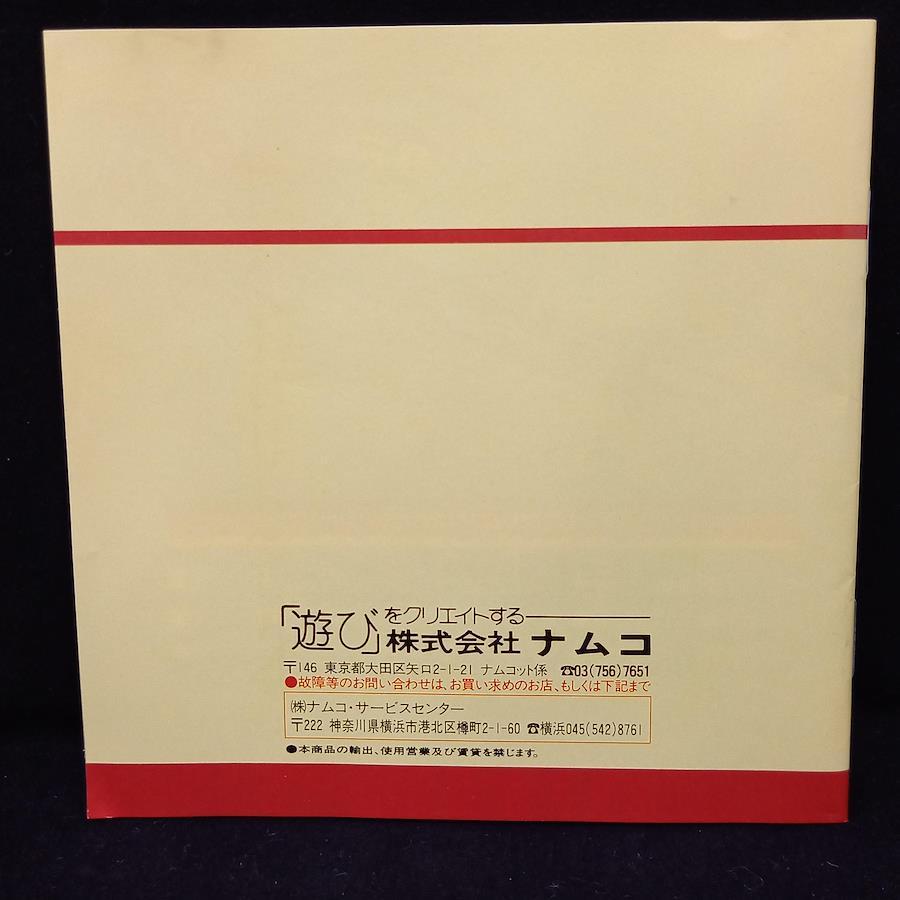 「遊び」をクリエイトする
株式会社 ナムコ
〒146 東京都大田区矢口2-1-21 ナムコット係 ☎03(756)7651
●故障等のお問い合わせは、お買い求めのお店、もしくは下記まで
㈱ナムコ・サービスセンター
〒222 神奈川県横浜市港北区樽町2-1-60 ☎横浜045(542)8761
●本商品の輸出、使用営業及び賃貸を禁じます。